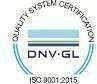 QUALITY SYSTEM CERTIFICATION
DNV·GL
ISO 9001:2015